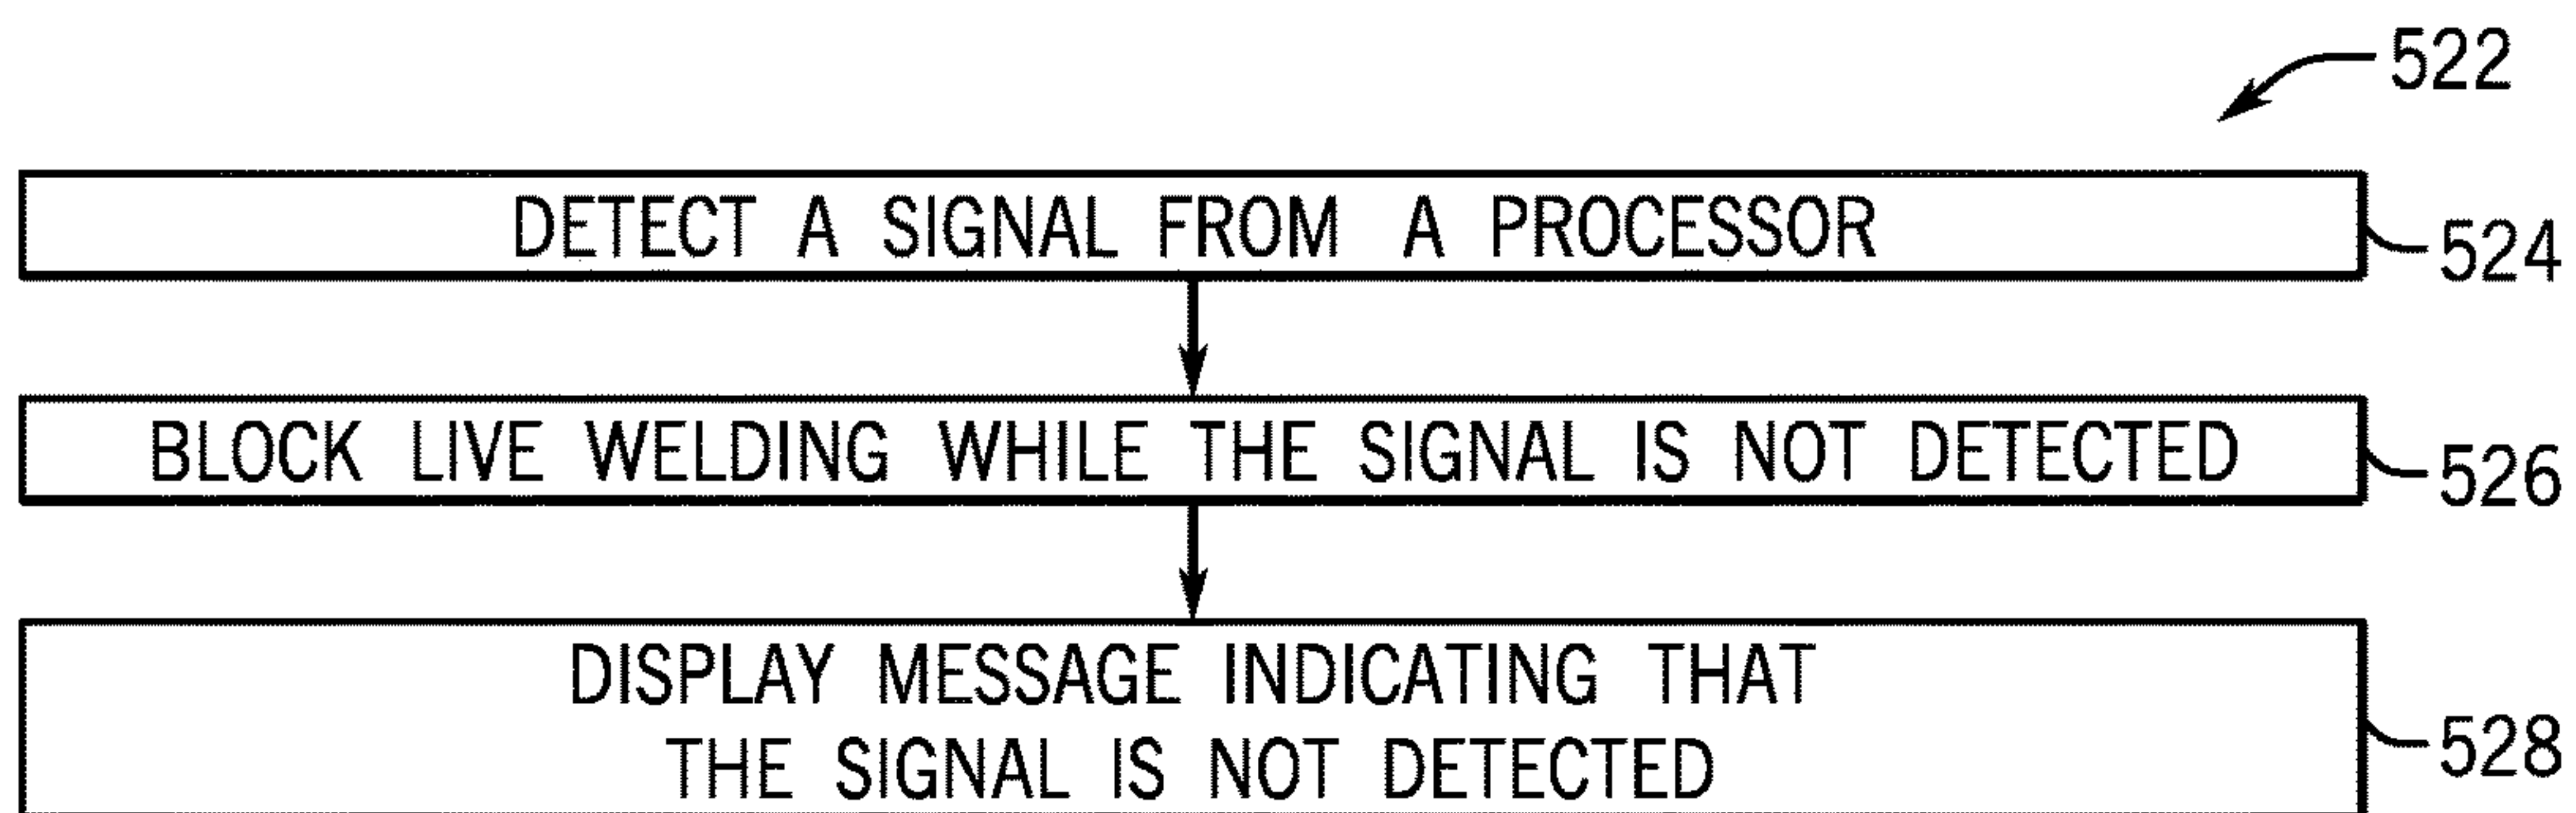 522
DETECT A SIGNAL FROM A PROCESSOR
524
BLOCK LIVE WELDING WHILE THE SIGNAL IS NOT DETECTED
526
DISPLAY MESSAGE INDICATING THAT
THE SIGNAL IS NOT DETECTED
528